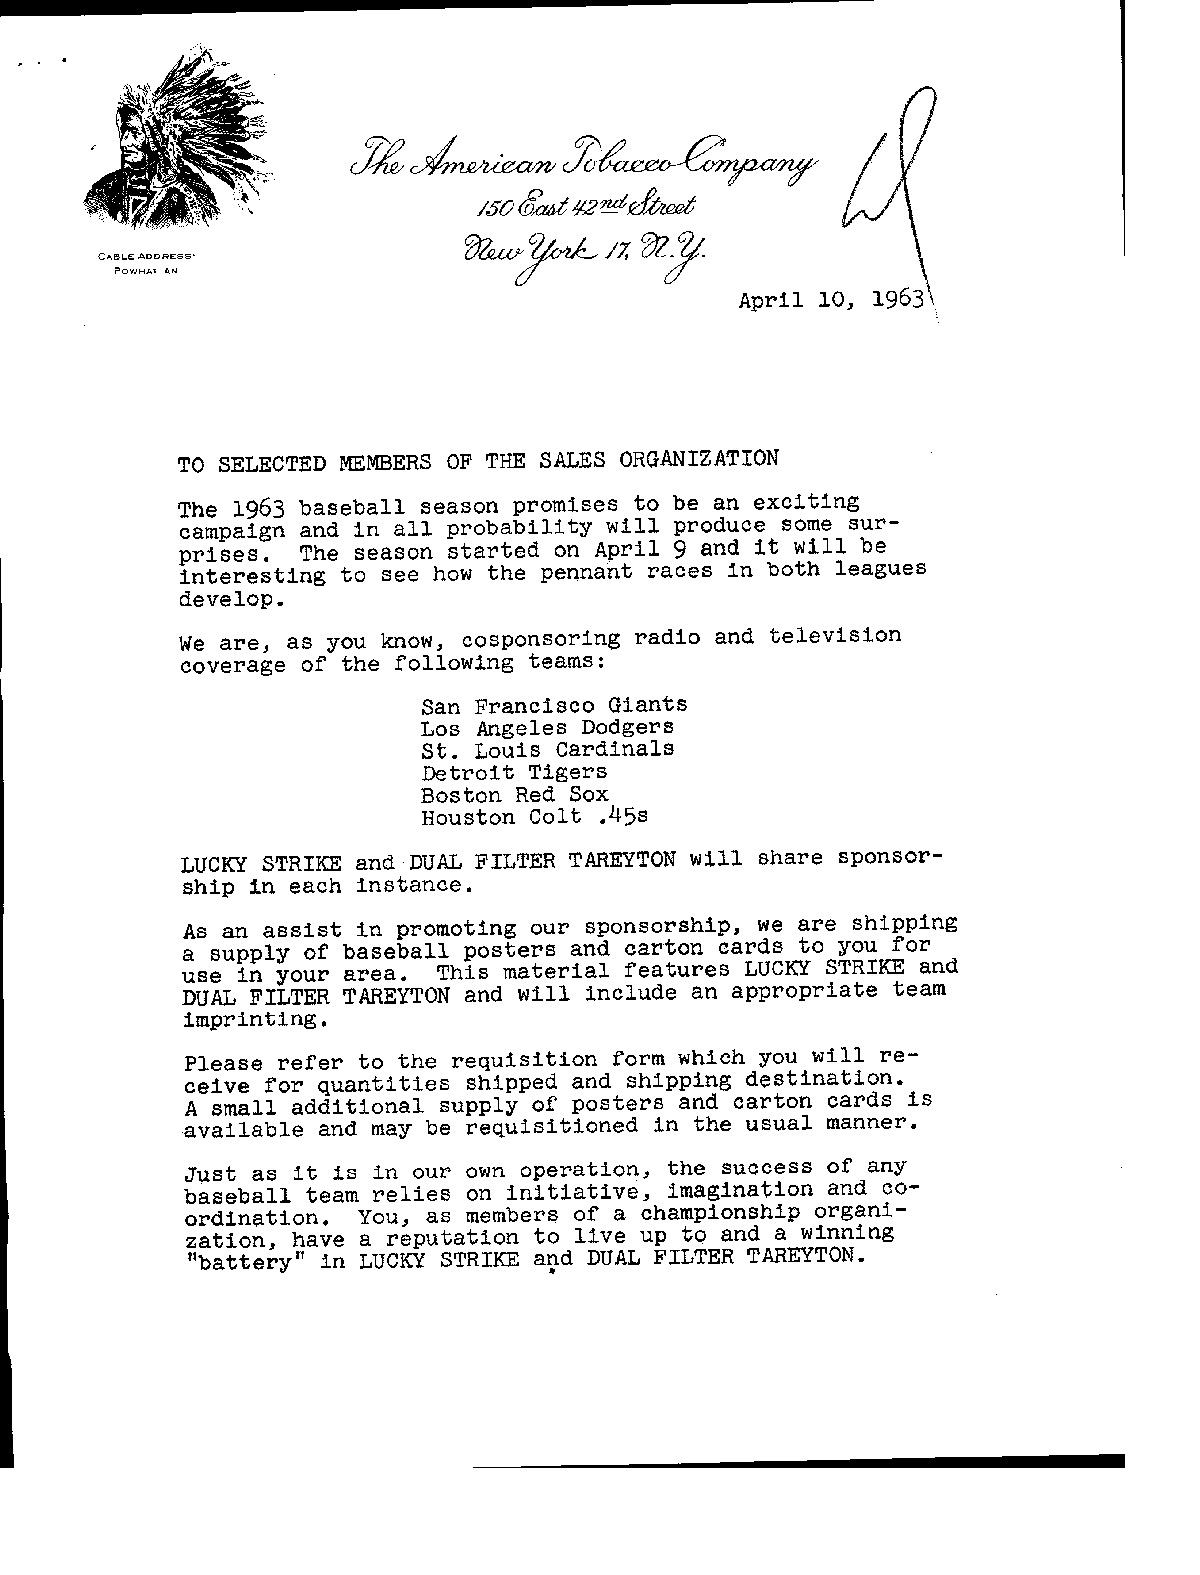 The American Tobacco Company
150 East 42nd Street
New York 17, N.Y.
CABLE ADDRESS:
POWHATAN
April 10, 1963
TO SELECTED MEMBERS OF THE SALES ORGANIZATION
The 1963 baseball season promises to be an exciting
campaign and in all probability will produce some sur-
prises.  The season started on April 9 and it will be
interesting to see how the pennant races in both leagues
develop.
We are, as you know, cosponsoring radio and television
coverage of the following teams:
San Francisco Giants
Los Angeles Dodgers
St. Louis Cardinals
Detroit Tigers
Boston Red Sox
Houston Colt .45s
LUCKY STRIKE and DUAL FILTER TAREYTON will share sponsor-
ship in each instance.
As an assist in promoting our sponsorship, we are shipping
a supply of baseball posters and carton cards to you for
use in your area.  This material features LUCKY STRIKE and
DUAL FILTER TAREYTON and will include an appropriate team
imprinting.
Please refer to the requisition form which you will re-
ceive for quantities shipped and shipping destination.
A small additional supply of posters and carton cards is
available and may be requisitioned in the usual manner.
Just as it is in our own operation, the success of any
baseball team relies on initiative, imagination and co-
ordination.  You, as members of a championship organi-
zation, have a reputation to live up to and a winning
"battery" in LUCKY STRIKE and DUAL FILTER TAREYTON.